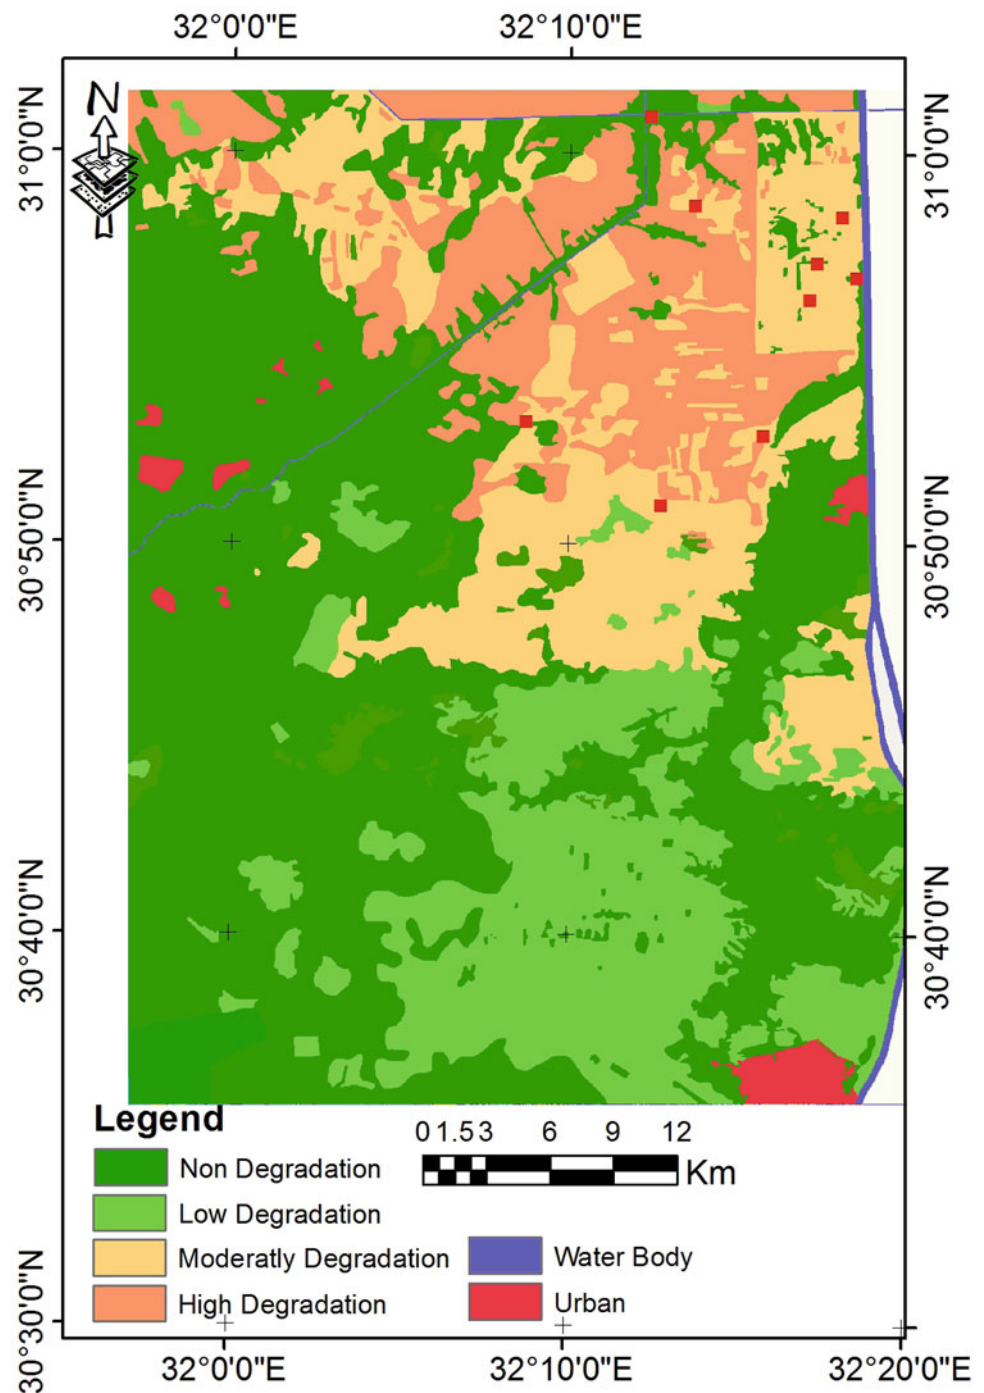 32°0'0"E 32°10'0"E
N
31°0'0"N
31°0'0"N
30°50'0"N
30°50'0"N
30°40'0"N
30°40'0"N
30°30'0"N
Legend
Non Degradation
Low Degradation
Moderatly Degradation
High Degradation
0 1.5 3 6 9 12
Km
Water Body
Urban
32°0'0"E 32°10'0"E 32°20'0"E